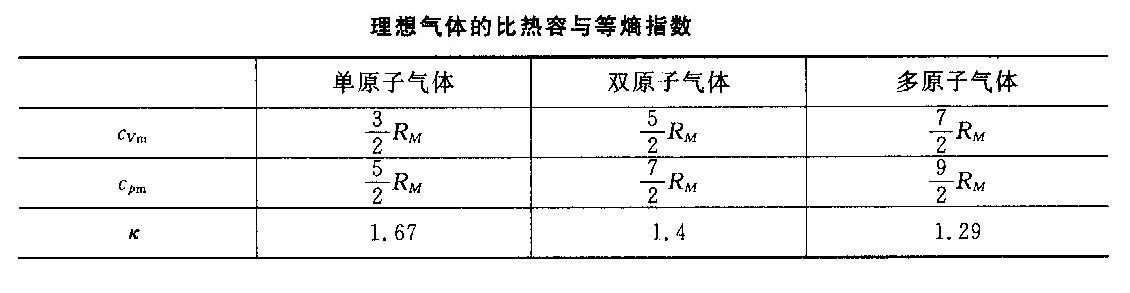 理想气体的比热容与等熵指数
单原子气体 双原子气体 多原子气体
c_{Vm} \frac{3}{2}R_M \frac{5}{2}R_M \frac{7}{2}R_M
c_{pm} \frac{5}{2}R_M \frac{7}{2}R_M \frac{9}{2}R_M
κ 1.67 1.4 1.29